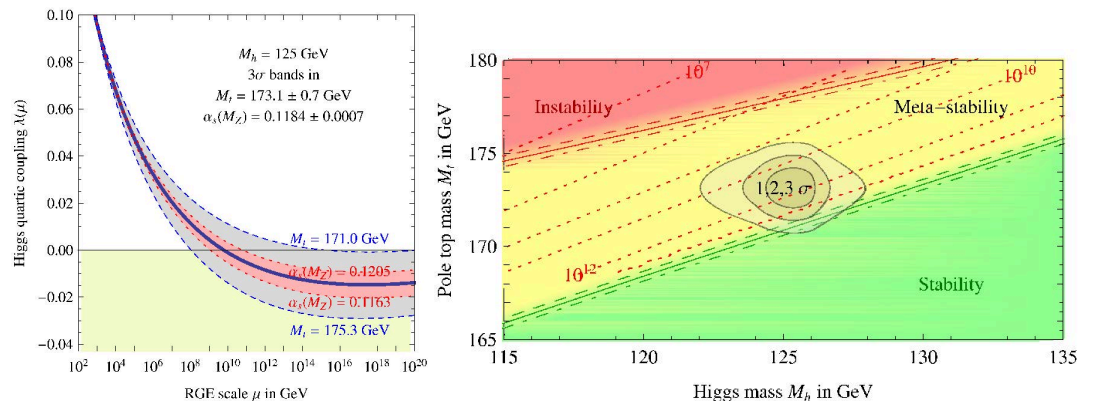 Higgs quartic coupling λ(μ)
0.10
0.08
0.06
0.04
0.02
0.00
−0.02
−0.04
M_h = 125 GeV
3σ bands in
M_t = 173.1 ± 0.7 GeV
α_s(M_Z) = 0.1184 ± 0.0007
M_t = 171.0 GeV
α_s(M_Z) = 0.1205
α_s(M_Z) = 0.1163
M_t = 175.3 GeV
10^2 10^4 10^6 10^8 10^10 10^12 10^14 10^16 10^18 10^20
RGE scale μ in GeV
Pole top mass M_t in GeV
180
175
170
165
10^7
10^10
Instability
Meta−stability
1,2,3 σ
10^12
Stability
115 120 125 130 135
Higgs mass M_h in GeV